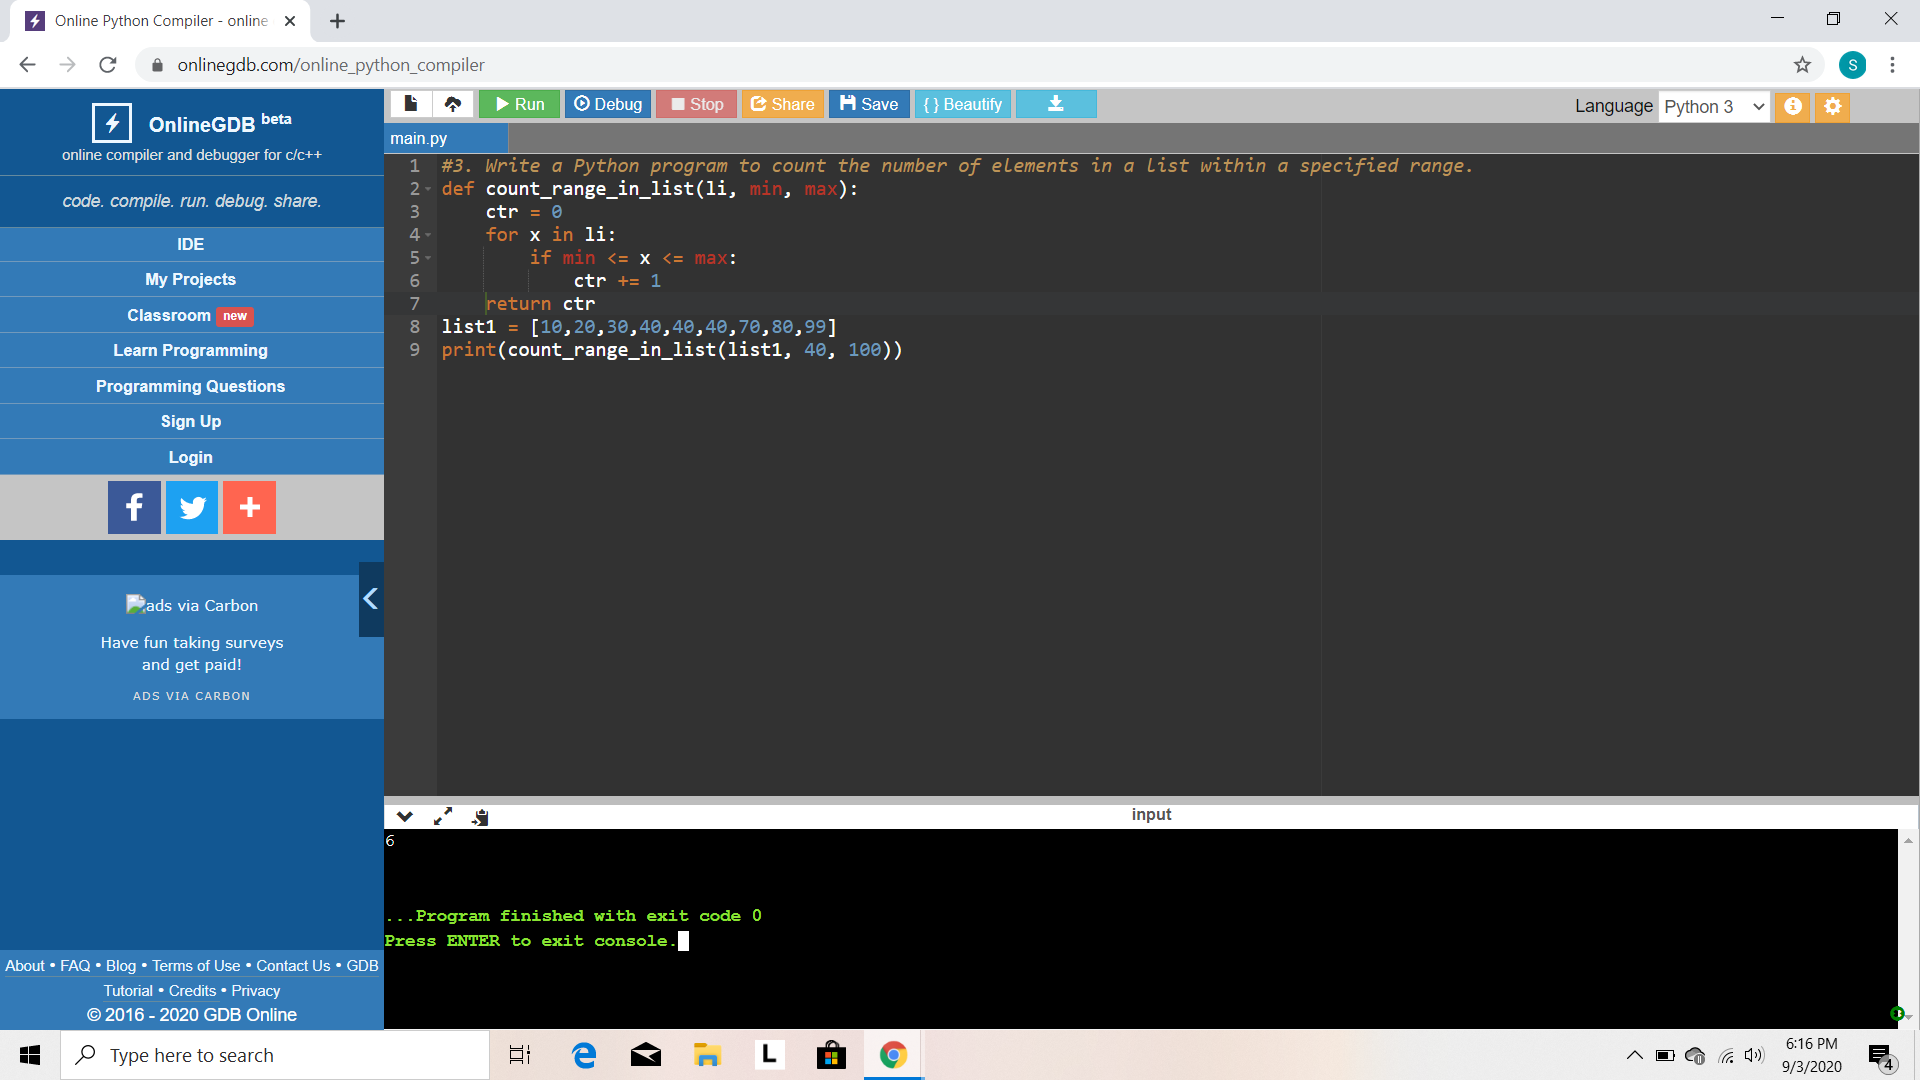 Online Python Compiler - online
onlinegdb.com/online_python_compiler
S
OnlineGDB beta
online compiler and debugger for c/c++
code. compile. run. debug. share.
IDE
My Projects
Classroom new
Learn Programming
Programming Questions
Sign Up
Login
ads via Carbon
Have fun taking surveys
and get paid!
ADS VIA CARBON
About • FAQ • Blog • Terms of Use • Contact Us • GDB
Tutorial • Credits • Privacy
© 2016 - 2020 GDB Online
Run Debug Stop Share Save { } Beautify
Language Python 3
main.py
1 #3. Write a Python program to count the number of elements in a list within a specified range.
2 def count_range_in_list(li, min, max):
3     ctr = 0
4     for x in li:
5         if min <= x <= max:
6             ctr += 1
7     return ctr
8 list1 = [10,20,30,40,40,40,70,80,99]
9 print(count_range_in_list(list1, 40, 100))
input
6
...Program finished with exit code 0
Press ENTER to exit console.
Type here to search
L
6:16 PM
9/3/2020
4